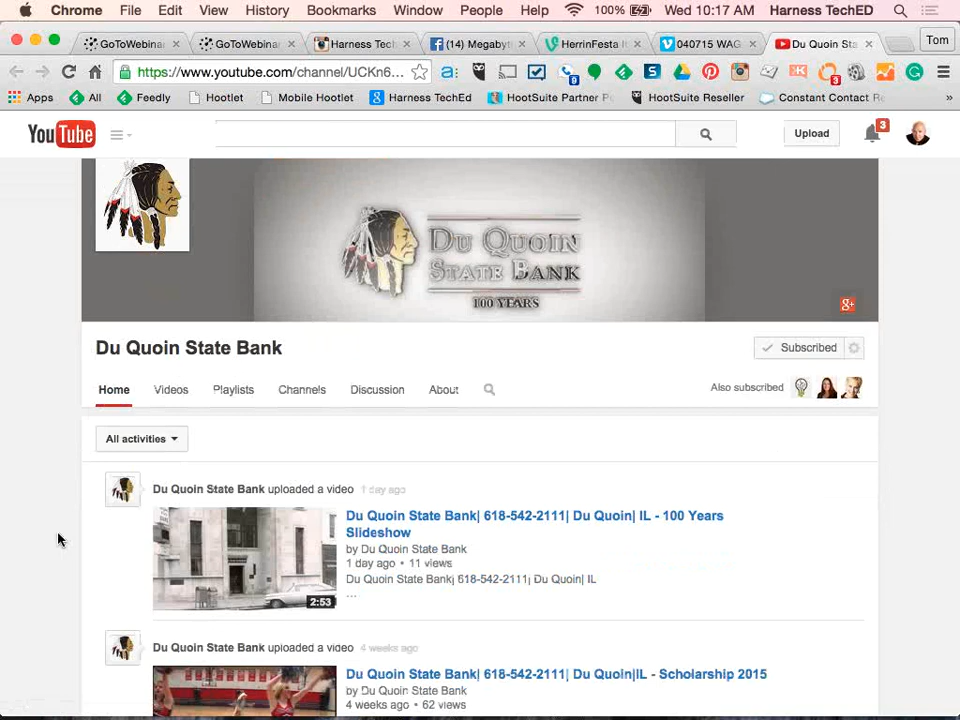 Chrome File Edit View History Bookmarks Window People Help 100% Wed 10:17 AM Harness TechED
GoToWebina GoToWebina Harness Tech (14) Megaby HerrinFesta I 040715 WAG Du Quoin Sta Tom
https://www.youtube.com/channel/UCKn6... 9 3
Apps All Feedly Hootlet Mobile Hootlet Harness TechEd HootSuite Partner P HootSuite Reseller Constant Contact Re »
YouTube Upload 3
DU QUOIN
STATE BANK
100 YEARS
g+
Du Quoin State Bank Subscribed
Home Videos Playlists Channels Discussion About Also subscribed
All activities
Du Quoin State Bank uploaded a video 1 day ago
Du Quoin State Bank| 618-542-2111| Du Quoin| IL - 100 Years
Slideshow
by Du Quoin State Bank
1 day ago • 11 views
Du Quoin State Bank| 618-542-2111| Du Quoin| IL
...
2:53
Du Quoin State Bank uploaded a video 4 weeks ago
Du Quoin State Bank| 618-542-2111| Du Quoin|IL - Scholarship 2015
by Du Quoin State Bank
4 weeks ago • 62 views